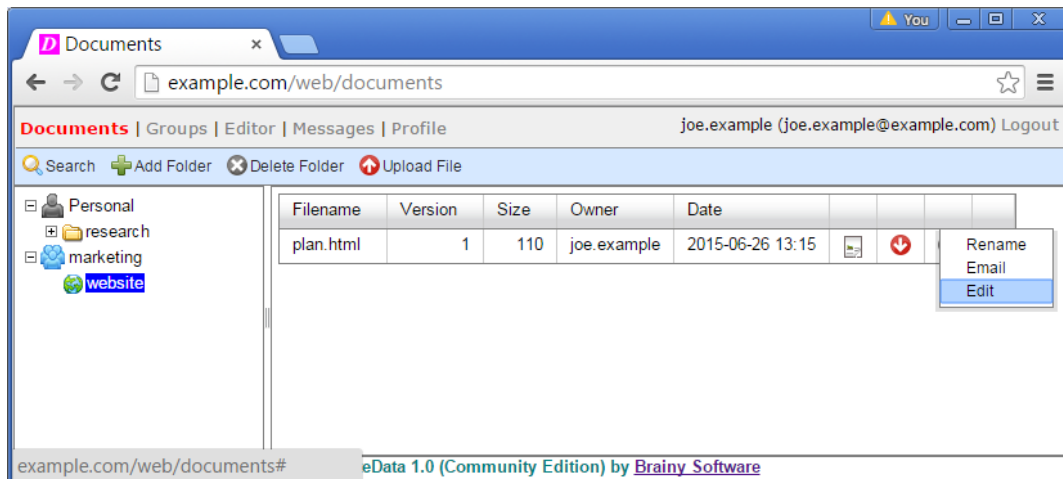 You
D Documents ×
example.com/web/documents
Documents | Groups | Editor | Messages | Profile joe.example (joe.example@example.com) Logout
Search Add Folder Delete Folder Upload File
Personal
research
marketing
website
Filename Version Size Owner Date
plan.html 1 110 joe.example 2015-06-26 13:15
Rename
Email
Edit
example.com/web/documents# eData 1.0 (Community Edition) by Brainy Software